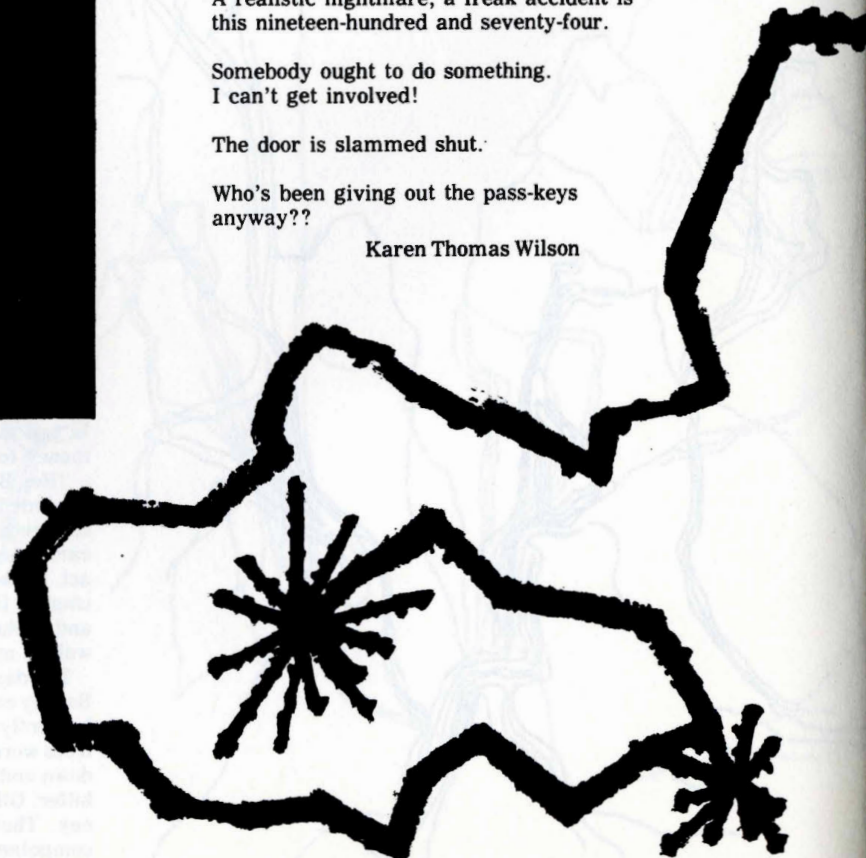 A realistic nightmare, a freak accident is
this nineteen-hundred and seventy-four.
Somebody ought to do something.
I can't get involved!
The door is slammed shut.
Who's been giving out the pass-keys
anyway??
Karen Thomas Wilson